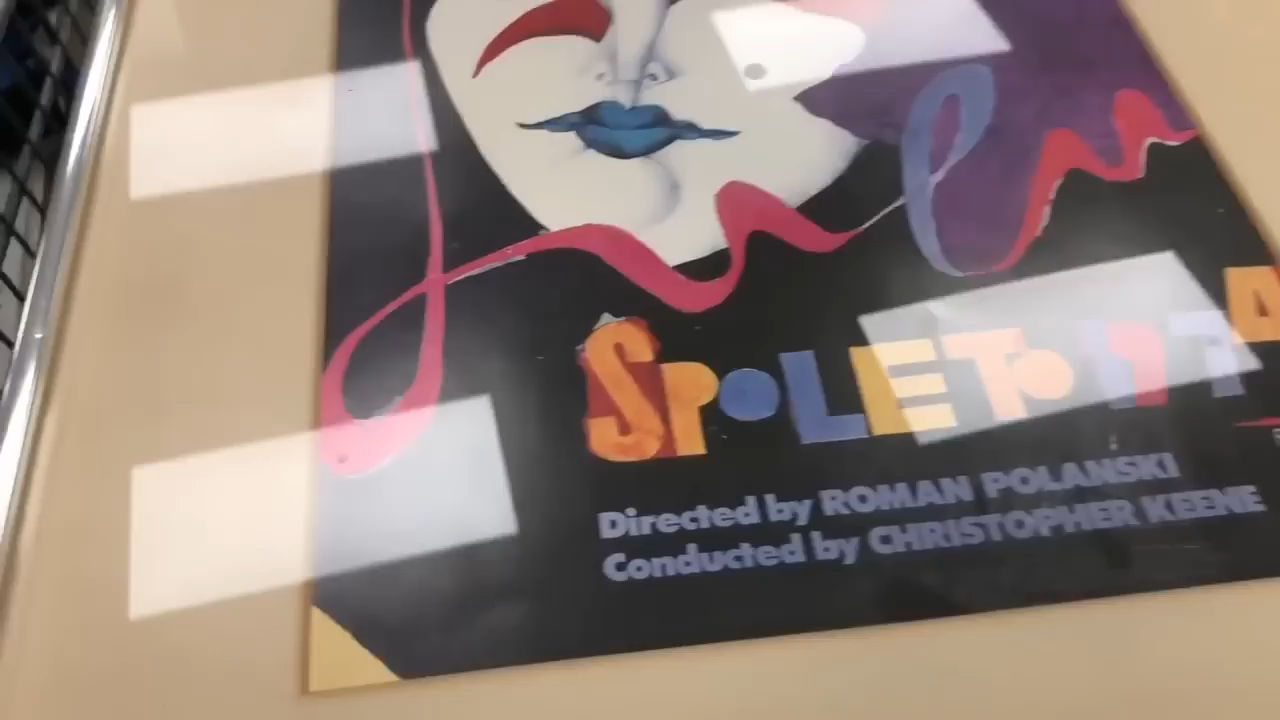 SPOLETO
Directed by ROMAN POLANSKI
Conducted by CHRISTOPHER KEENE